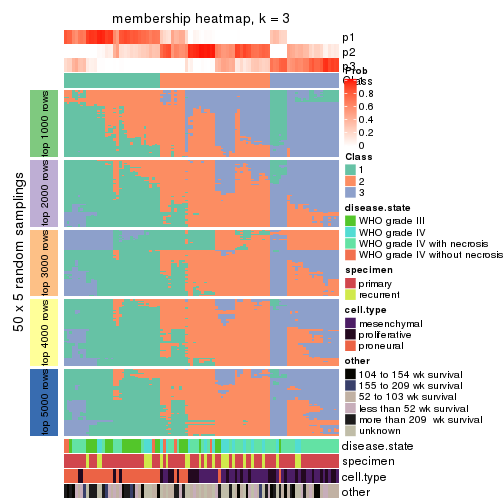 membership heatmap, k = 3
p1
p2
p3
Class
Prob
1
0.8
0.6
0.4
0.2
0
Class
1
2
3
disease.state
WHO grade III
WHO grade IV
WHO grade IV with necrosis
WHO grade IV without necrosis
specimen
primary
recurrent
cell.type
mesenchymal
proliferative
proneural
other
104 to 154 wk survival
155 to 209 wk survival
52 to 103 wk survival
less than 52 wk survival
more than 209 wk survival
unknown
50 x 5 random samplings
top 1000 rows
top 2000 rows
top 3000 rows
top 4000 rows
top 5000 rows
disease.state
specimen
cell.type
other